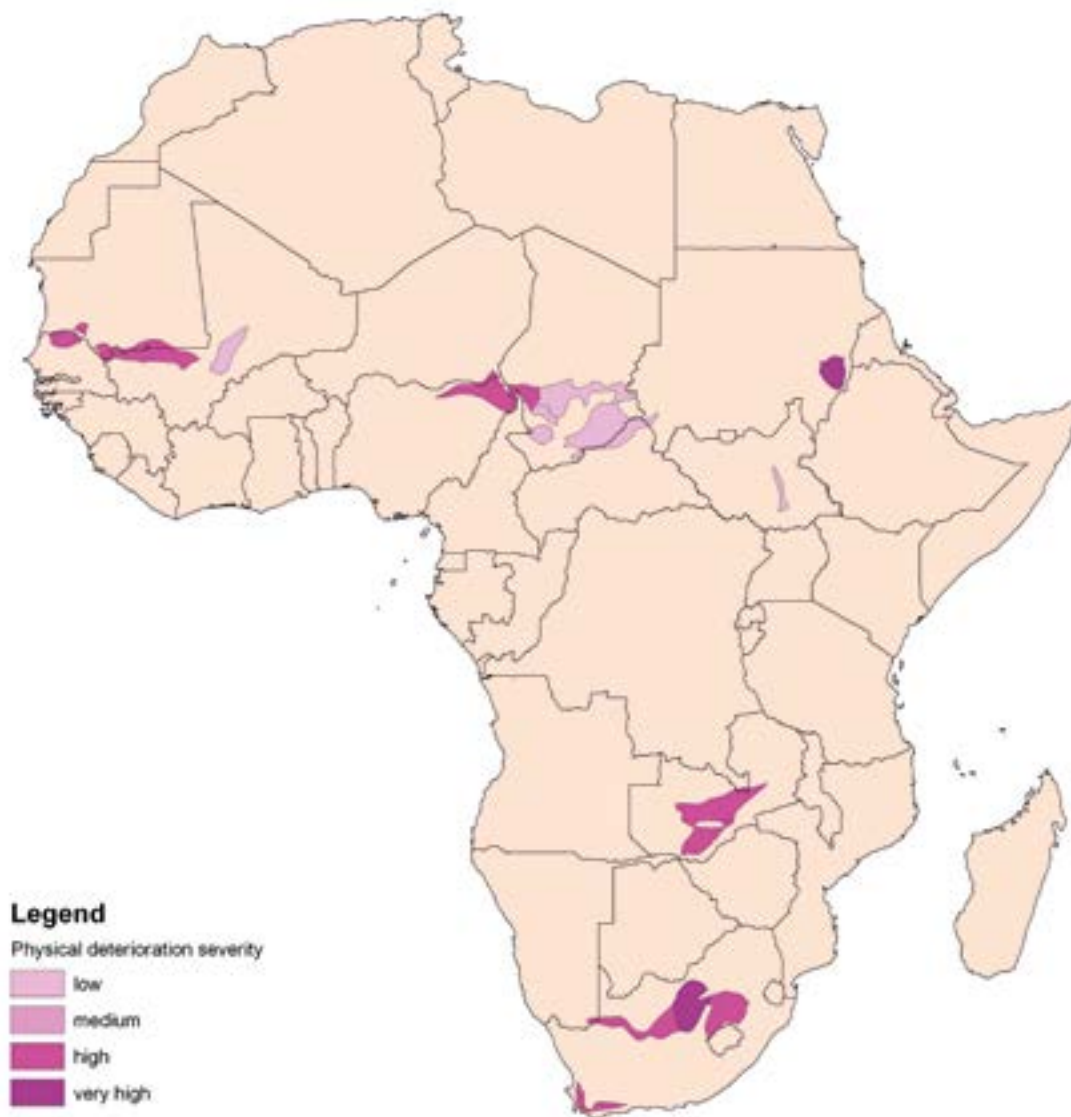 Legend
Physical deterioration severity
low
medium
high
very high